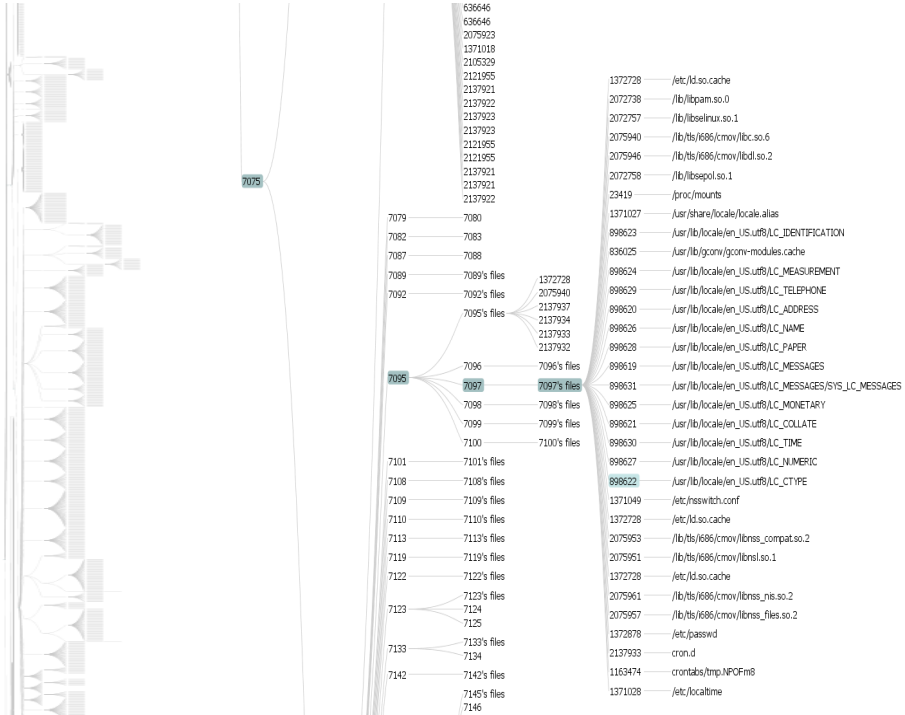 636646
636646
2075923
1371018
2105329
2121955
2137921
2137922
2137923
2137923
2121955
2121955
2137921
2137921
2137922
7075
7079 7080
7082 7083
7087 7088
7089 7089's files
7092 7092's files
7095
7095's files
1372728
2075940
2137937
2137934
2137933
2137932
7096 7096's files
7097 7097's files
7098 7098's files
7099 7099's files
7100 7100's files
7101 7101's files
7108 7108's files
7109 7109's files
7110 7110's files
7113 7113's files
7119 7119's files
7122 7122's files
7123
7123's files
7124
7125
7133
7133's files
7134
7142 7142's files
7145's files
7146
1372728 /etc/ld.so.cache
2072738 /lib/libpam.so.0
2072757 /lib/libselinux.so.1
2075940 /lib/tls/i686/cmov/libc.so.6
2075946 /lib/tls/i686/cmov/libdl.so.2
2072758 /lib/libsepol.so.1
23419 /proc/mounts
1371027 /usr/share/locale/locale.alias
898623 /usr/lib/locale/en_US.utf8/LC_IDENTIFICATION
836025 /usr/lib/gconv/gconv-modules.cache
898624 /usr/lib/locale/en_US.utf8/LC_MEASUREMENT
898629 /usr/lib/locale/en_US.utf8/LC_TELEPHONE
898620 /usr/lib/locale/en_US.utf8/LC_ADDRESS
898626 /usr/lib/locale/en_US.utf8/LC_NAME
898628 /usr/lib/locale/en_US.utf8/LC_PAPER
898619 /usr/lib/locale/en_US.utf8/LC_MESSAGES
898631 /usr/lib/locale/en_US.utf8/LC_MESSAGES/SYS_LC_MESSAGES
898625 /usr/lib/locale/en_US.utf8/LC_MONETARY
898621 /usr/lib/locale/en_US.utf8/LC_COLLATE
898630 /usr/lib/locale/en_US.utf8/LC_TIME
898627 /usr/lib/locale/en_US.utf8/LC_NUMERIC
898622 /usr/lib/locale/en_US.utf8/LC_CTYPE
1371049 /etc/nsswitch.conf
1372728 /etc/ld.so.cache
2075953 /lib/tls/i686/cmov/libnss_compat.so.2
2075951 /lib/tls/i686/cmov/libnsl.so.1
1372728 /etc/ld.so.cache
2075961 /lib/tls/i686/cmov/libnss_nis.so.2
2075957 /lib/tls/i686/cmov/libnss_files.so.2
1372878 /etc/passwd
2137933 cron.d
1163474 crontabs/tmp.NPOFm8
1371028 /etc/localtime